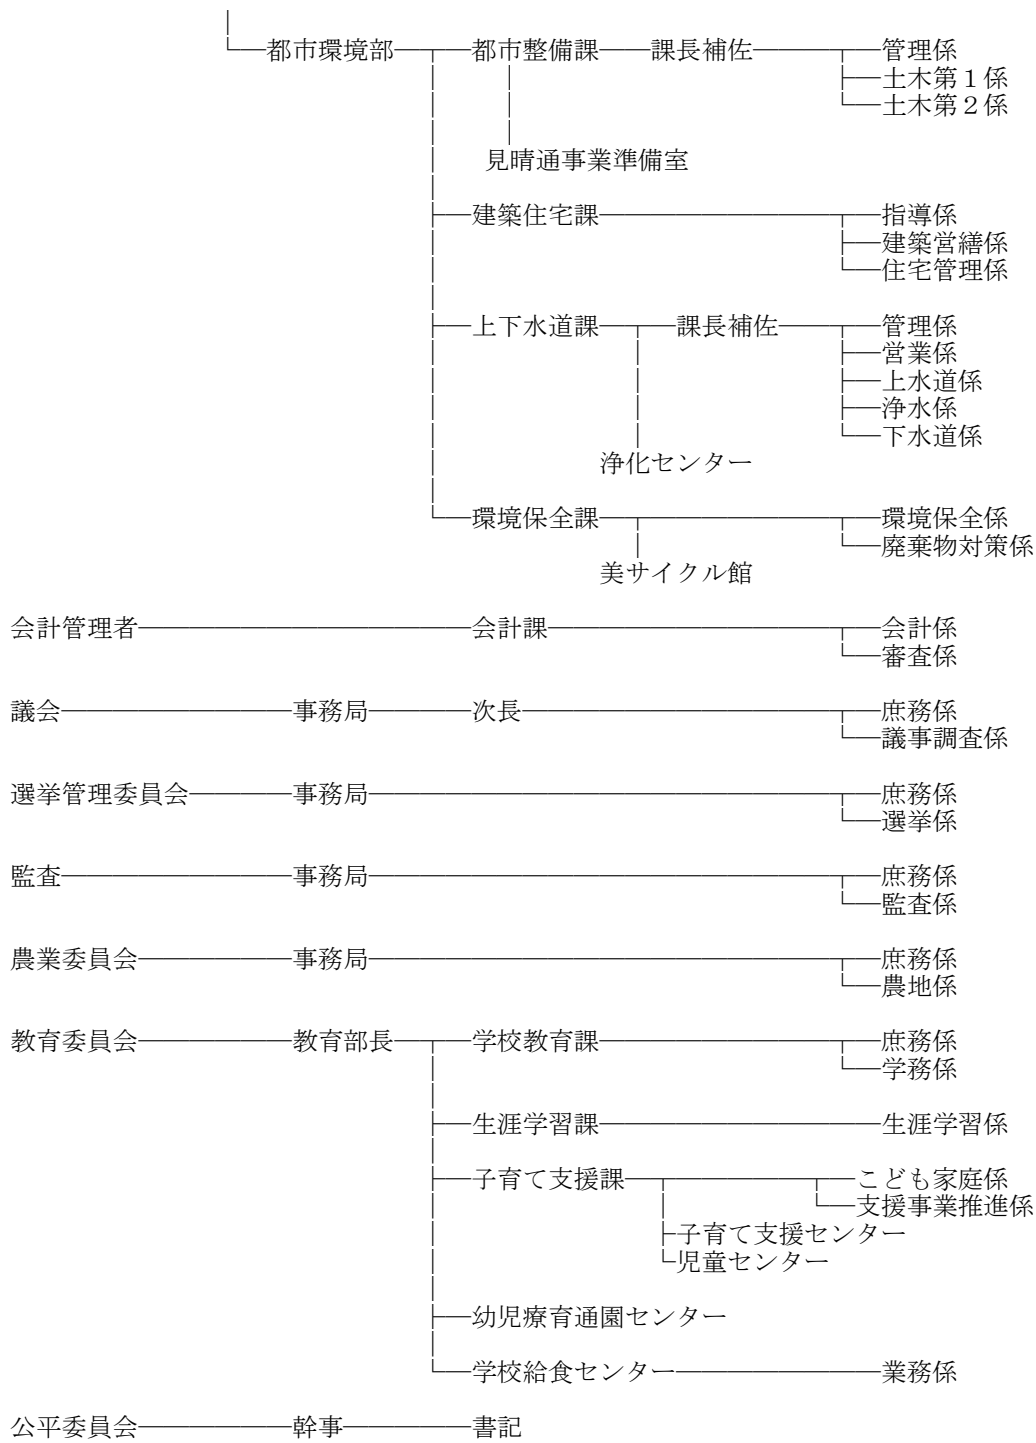 都市環境部 都市整備課 課長補佐 管理係
土木第１係
土木第２係
見晴通事業準備室
建築住宅課 指導係
建築営繕係
住宅管理係
上下水道課 課長補佐 管理係
営業係
上水道係
浄水係
下水道係
浄化センター
環境保全課 環境保全係
廃棄物対策係
美サイクル館
会計管理者 会計課 会計係
審査係
議会 事務局 次長 庶務係
議事調査係
選挙管理委員会 事務局 庶務係
選挙係
監査 事務局 庶務係
監査係
農業委員会 事務局 庶務係
農地係
教育委員会 教育部長 学校教育課 庶務係
学務係
生涯学習課 生涯学習係
子育て支援課 こども家庭係
支援事業推進係
子育て支援センター
児童センター
幼児療育通園センター
学校給食センター 業務係
公平委員会 幹事 書記